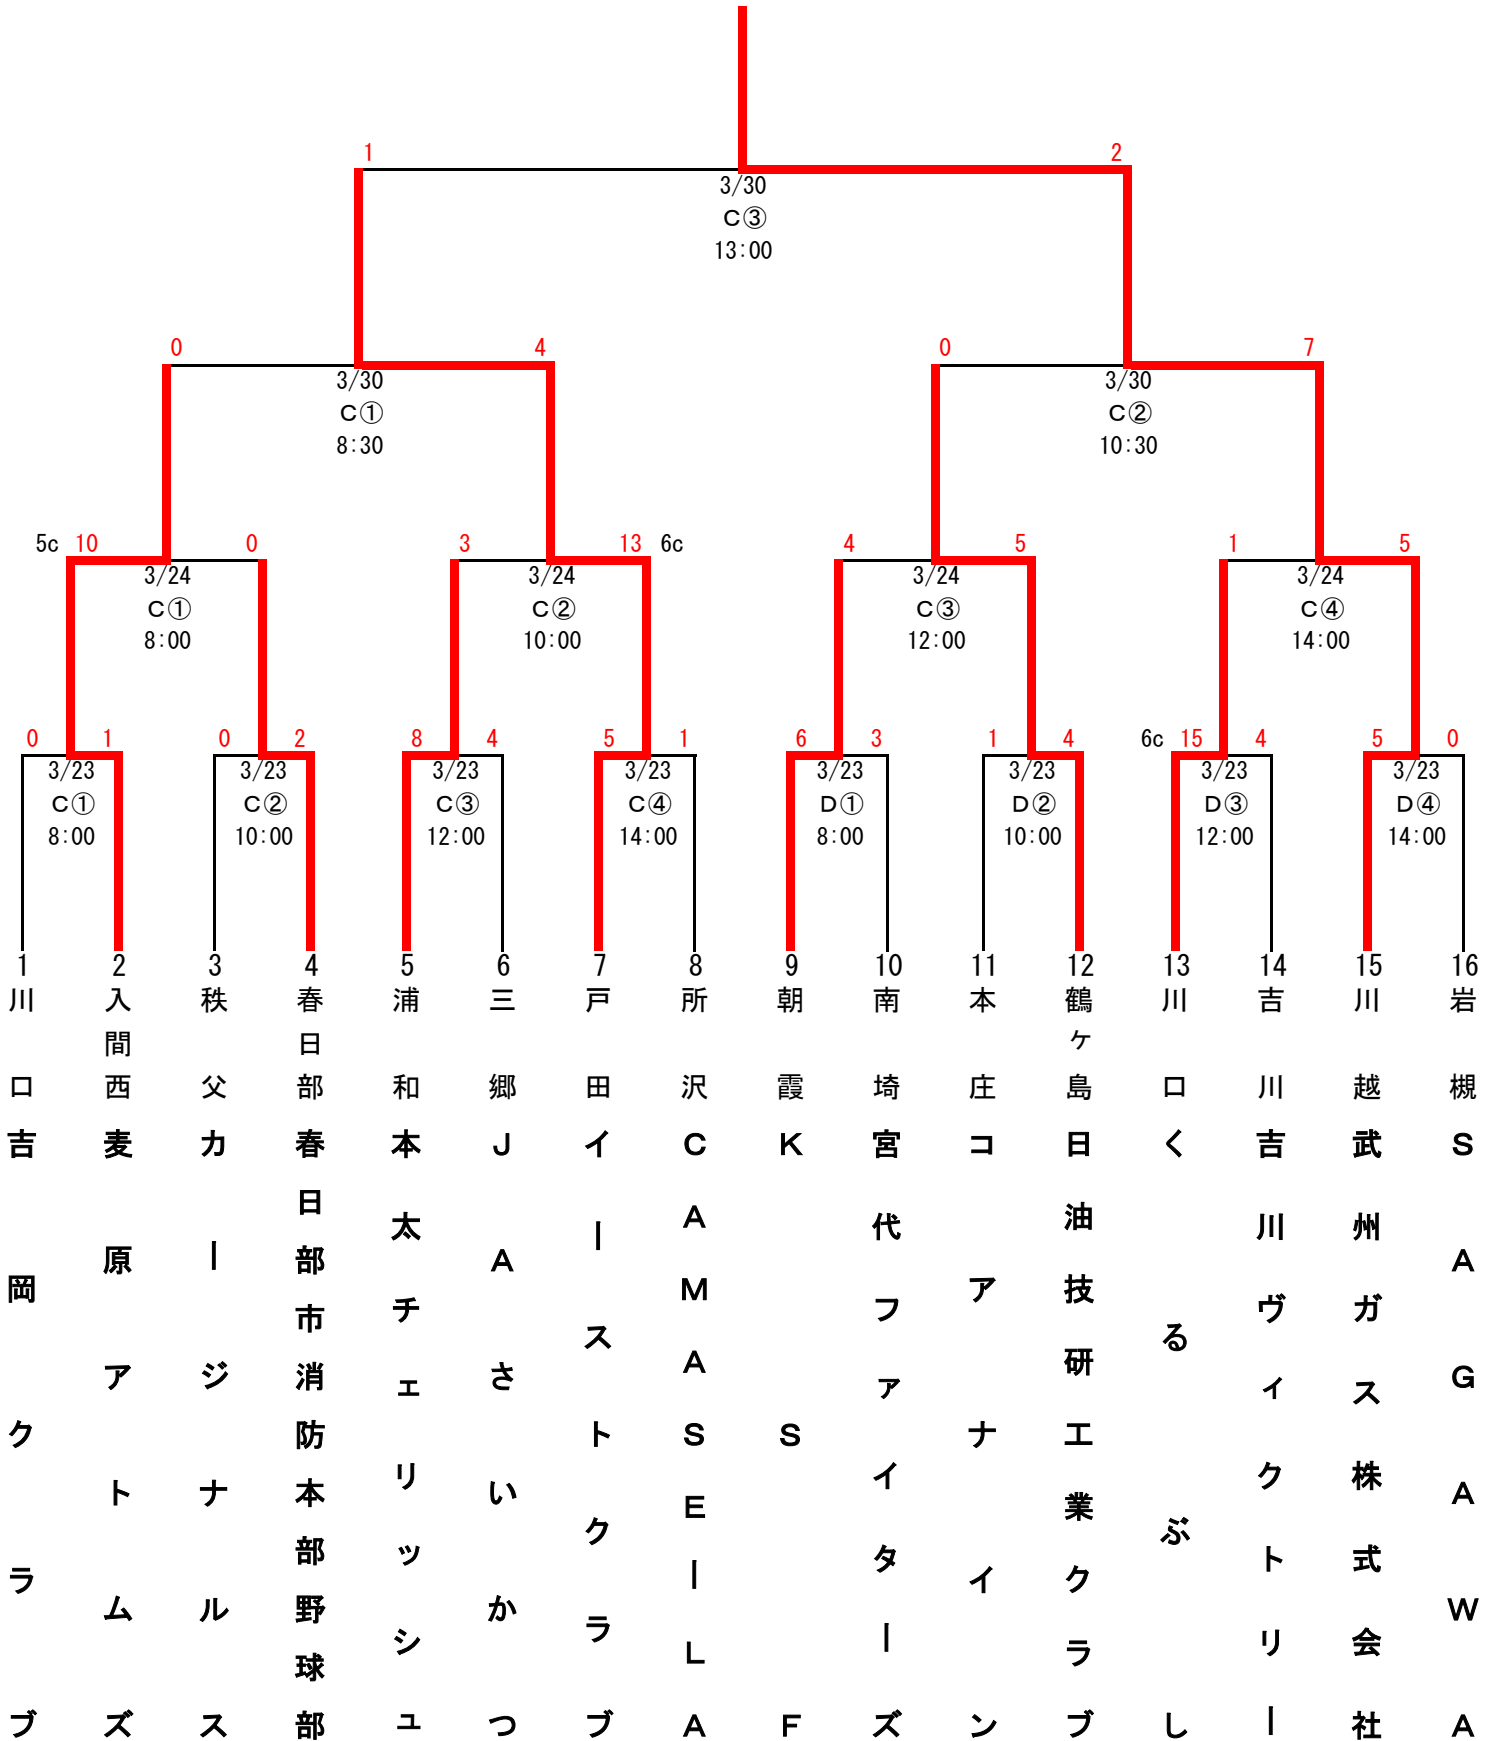 1 2
3/30
C③
13:00
0 4 0 7
3/30 3/30
C① C②
8:30 10:30
5c 10 0 3 13 6c 4 5 1 5
3/24 3/24 3/24 3/24
C① C② C③ C④
8:00 10:00 12:00 14:00
0 1 0 2 8 4 5 1 6 3 1 4 6c 15 4 5 0
3/23 3/23 3/23 3/23 3/23 3/23 3/23 3/23
C① C② C③ C④ D① D② D③ D④
8:00 10:00 12:00 14:00 8:00 10:00 12:00 14:00
1 川口 吉岡クラブ
2 入間西 麦原アトムズ
3 秩父 カージナルス
4 春日部 春日部市消防本部野球部
5 浦和 本太チェリッシュ
6 三郷 JAさいかつ
7 戸田 イーストクラブ
8 所沢 CAMASEーLA
9 朝霞 KSF
10 南埼 宮代ファイターズ
11 本庄 コアナイン
12 鶴ケ島 日油技研工業クラブ
13 川口 くるぶし
14 吉川 吉川ヴィクトリー
15 川越 武州ガス株式会社
16 岩槻 SAGAWA